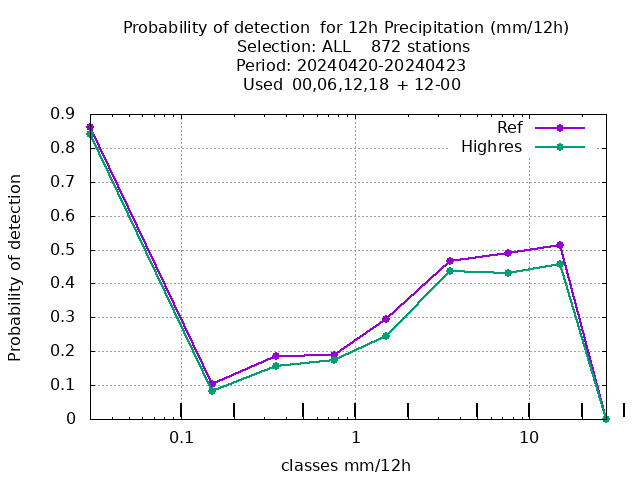 Probability of detection  for 12h Precipitation (mm/12h)
Selection: ALL    872 stations
Period: 20240420-20240423
Used  00,06,12,18  + 12-00
Ref
Highres
Probability of detection
0.9
0.8
0.7
0.6
0.5
0.4
0.3
0.2
0.1
0
0.1 1 10
classes mm/12h